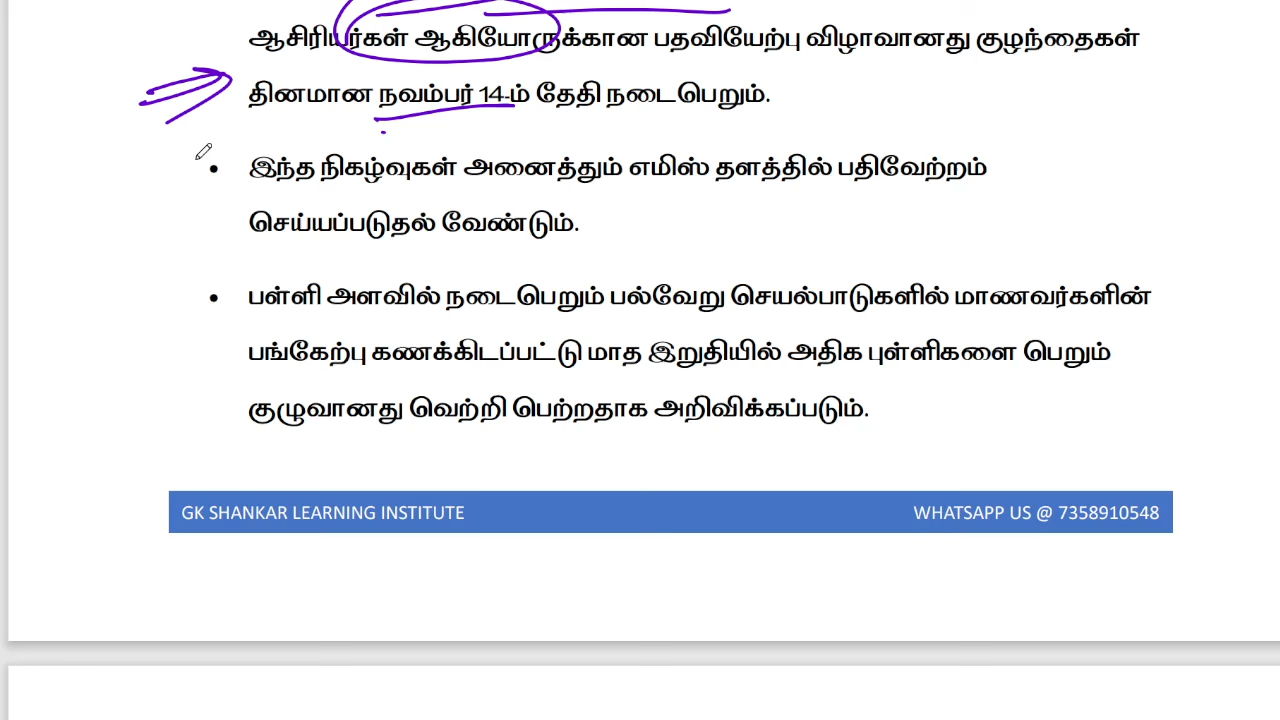 ஆசிரியர்கள் ஆகியோருக்கான பதவியேற்பு விழாவானது குழந்தைகள்
தினமான நவம்பர் 14-ம் தேதி நடைபெறும்.
• இந்த நிகழ்வுகள் அனைத்தும் எமிஸ் தளத்தில் பதிவேற்றம்
செய்யப்படுதல் வேண்டும்.
• பள்ளி அளவில் நடைபெறும் பல்வேறு செயல்பாடுகளில் மாணவர்களின்
பங்கேற்பு கணக்கிடப்பட்டு மாத இறுதியில் அதிக புள்ளிகளை பெறும்
குழுவானது வெற்றி பெற்றதாக அறிவிக்கப்படும்.
GK SHANKAR LEARNING INSTITUTE WHATSAPP US @ 7358910548